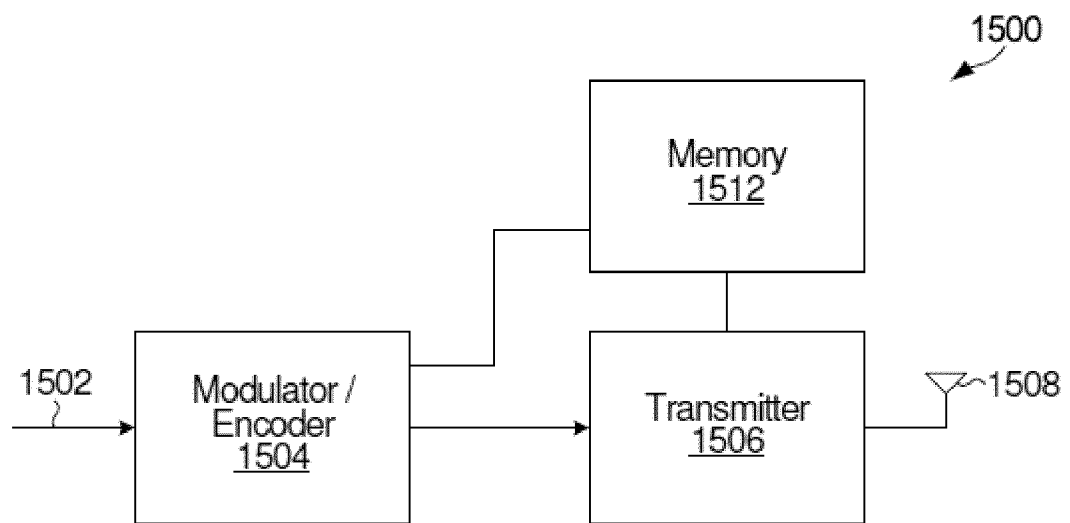 1500
Memory
1512
1502
Modulator /
Encoder
1504
Transmitter
1506
1508